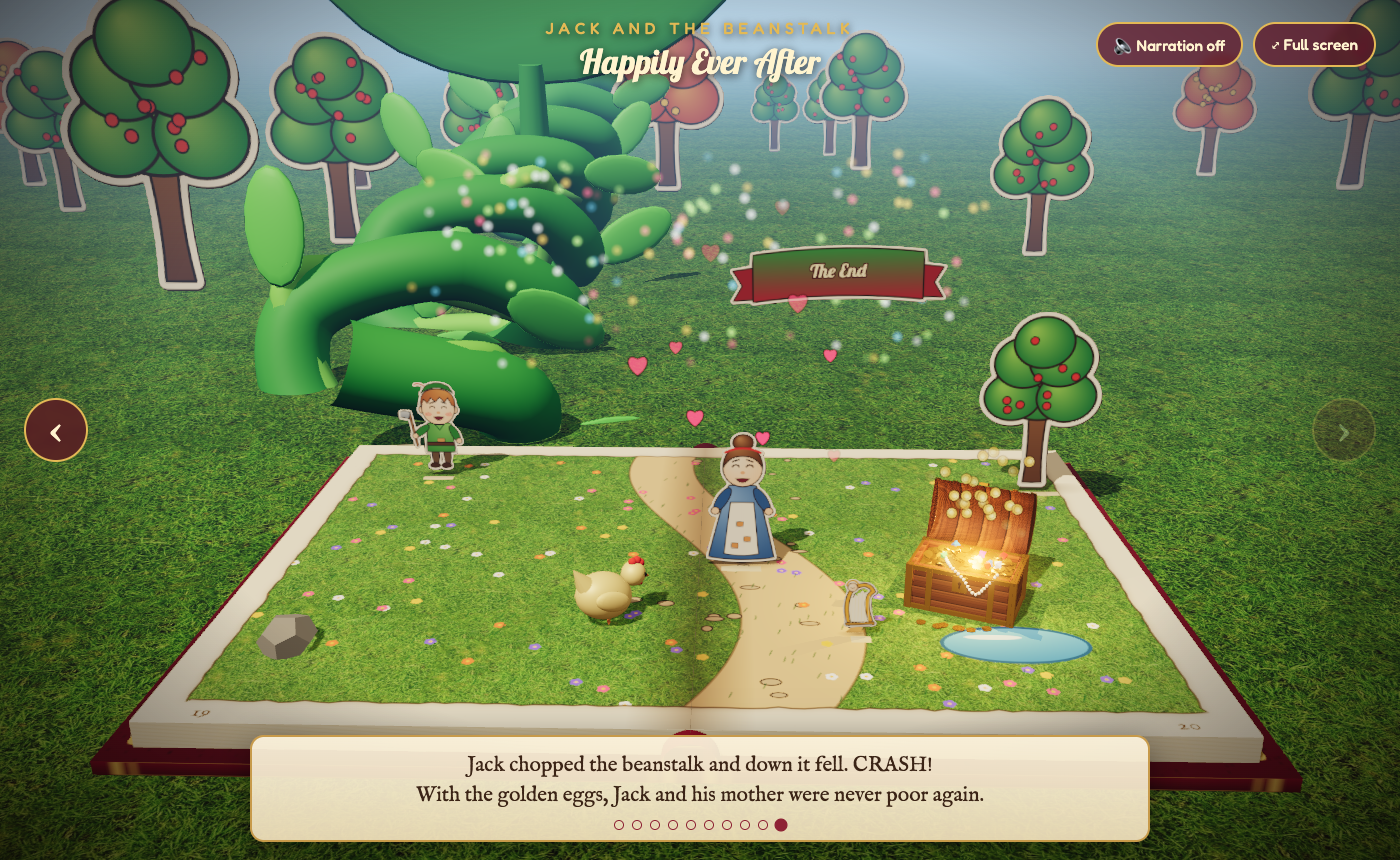 JACK AND THE BEANSTALK
Happily Ever After
Narration off
Full screen
The End
19
20
Jack chopped the beanstalk and down it fell. CRASH!
With the golden eggs, Jack and his mother were never poor again.